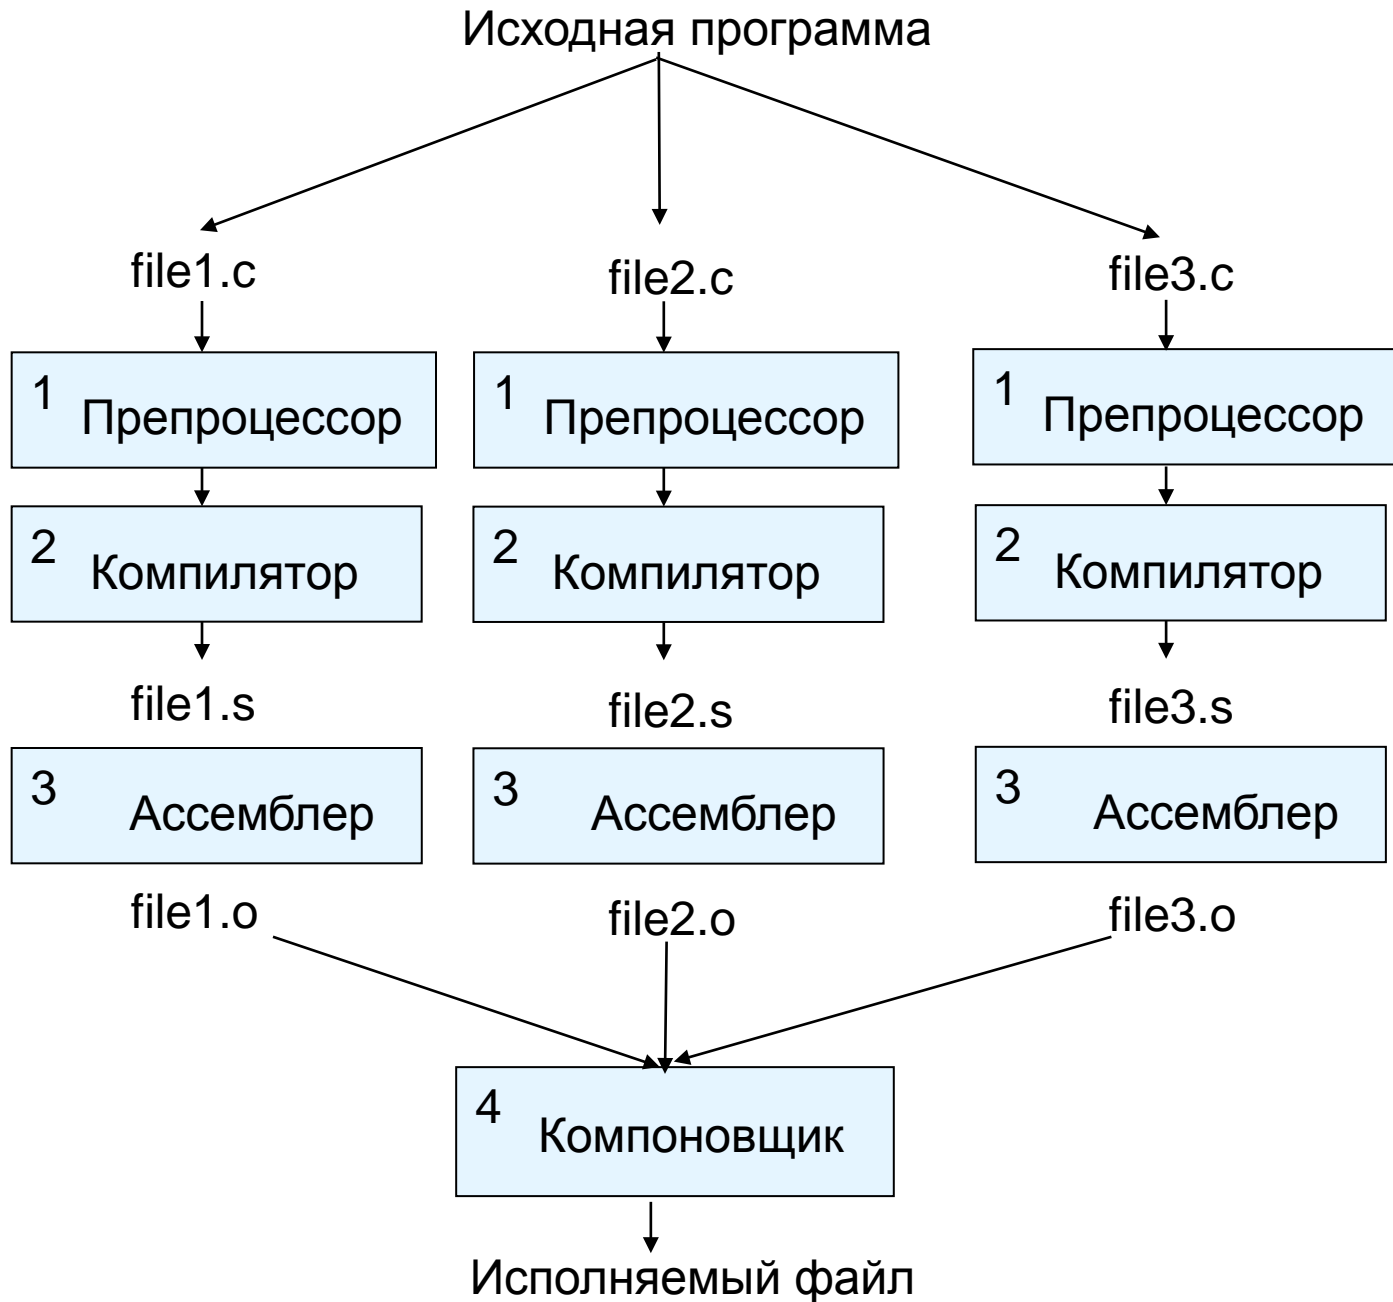 Исходная программа
file1.c
file2.c
file3.c
1 Препроцессор
1 Препроцессор
1 Препроцессор
2 Компилятор
2 Компилятор
2 Компилятор
file1.s
file2.s
file3.s
3 Ассемблер
3 Ассемблер
3 Ассемблер
file1.o
file2.o
file3.o
4 Компоновщик
Исполняемый файл